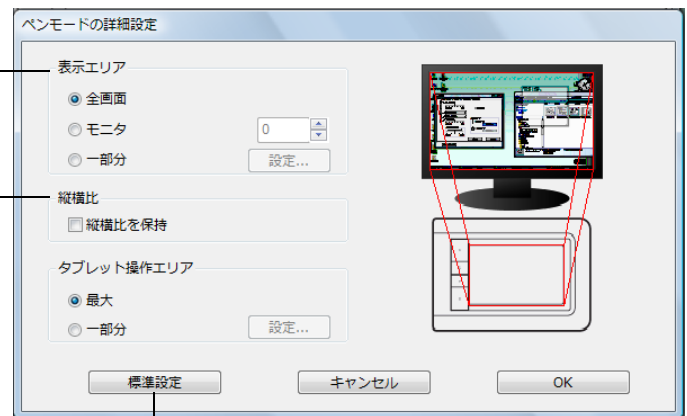 ペンモードの詳細設定
表示エリア
全画面
モニタ
0
一部分
設定...
縦横比
縦横比を保持
タブレット操作エリア
最大
一部分
設定...
標準設定
キャンセル
OK